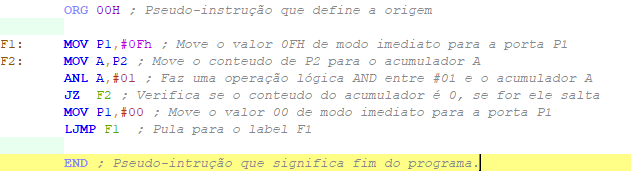 ORG 00H ; Pseudo-instrução que define a origem
F1: MOV P1,#0Fh ; Move o valor 0FH de modo imediato para a porta P1
F2: MOV A,P2 ; Move o conteudo de P2 para o acumulador A
ANL A,#01 ; Faz uma operação lógica AND entre #01 e o acumulador A
JZ F2 ; Verifica se o conteudo do acumulador é 0, se for ele salta
MOV P1,#00 ; Move o valor 00 de modo imediato para a porta P1
LJMP F1 ; Pula para o label F1
END ; Pseudo-intrução que significa fim do programa.